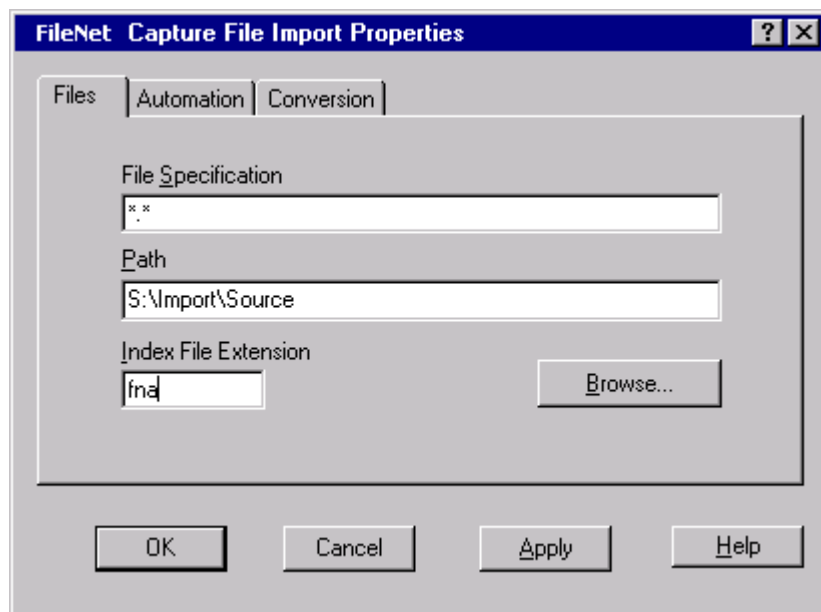 FileNet Capture File Import Properties
Files Automation Conversion
File Specification
*.*
Path
S:\Import\Source
Index File Extension
fna
Browse...
OK Cancel Apply Help